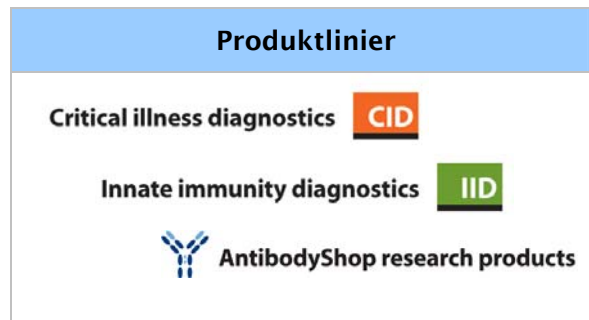 Produktlinier
Critical illness diagnostics CID
Innate immunity diagnostics IID
AntibodyShop research products